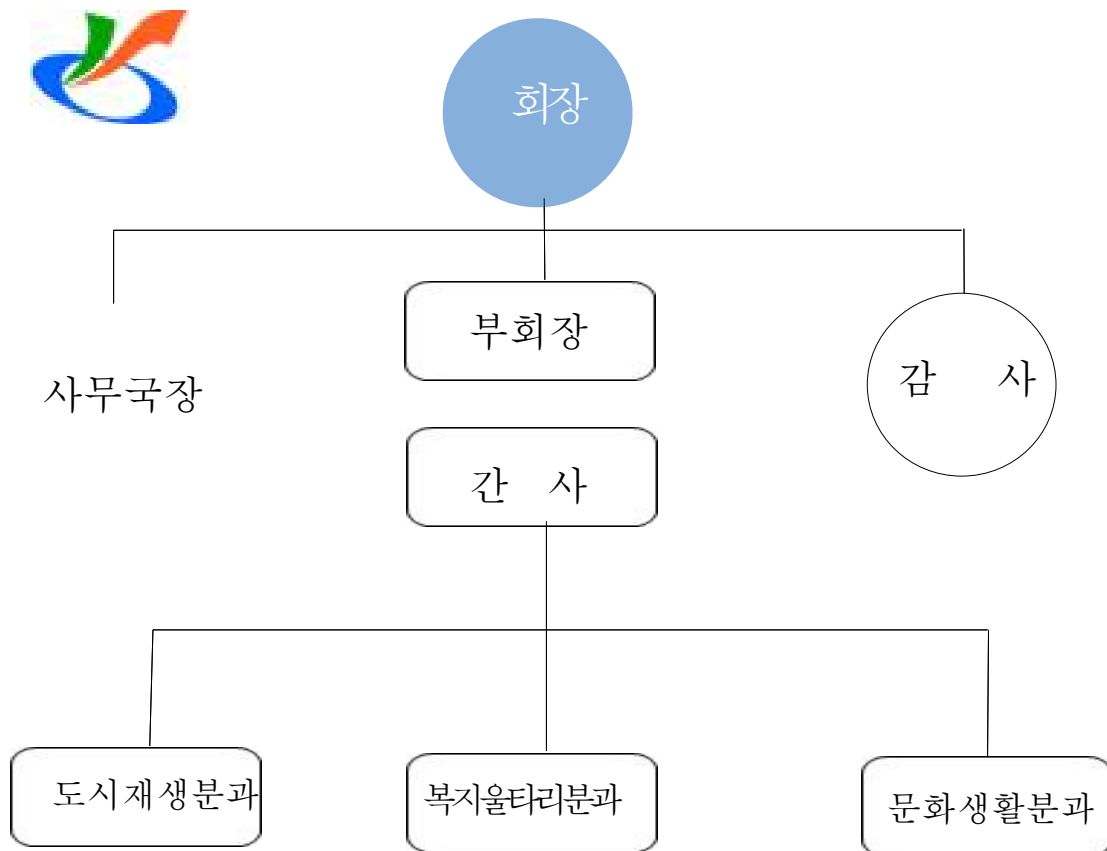 회장
부회장
사무국장
감 사
간 사
도시재생분과
복지울타리분과
문화생활분과